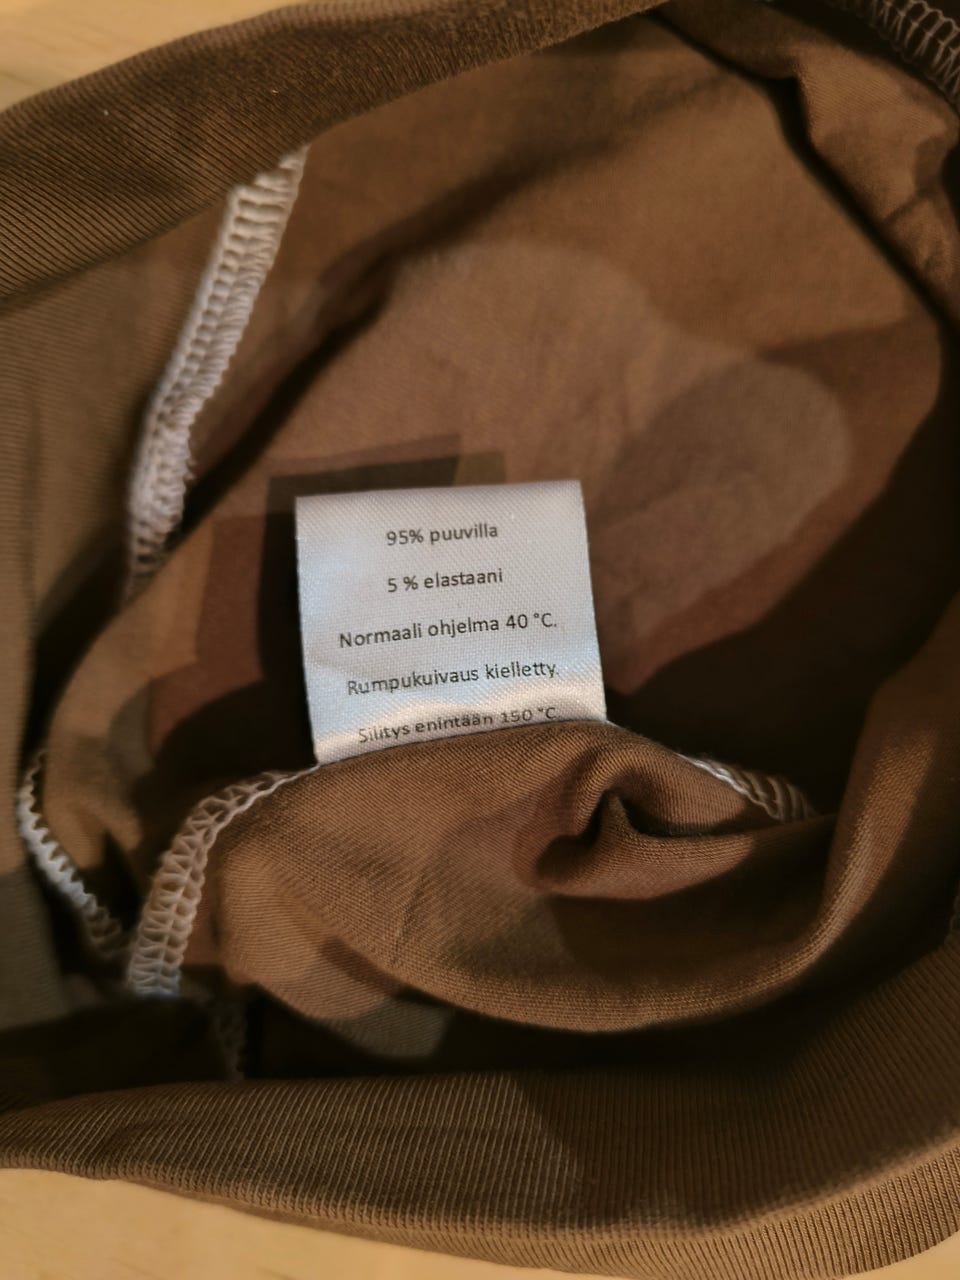 95% puuvilla
5 % elastaani
Normaali ohjelma 40 °C.
Rumpukuivaus kielletty.
Silitys enintään 150 °C.